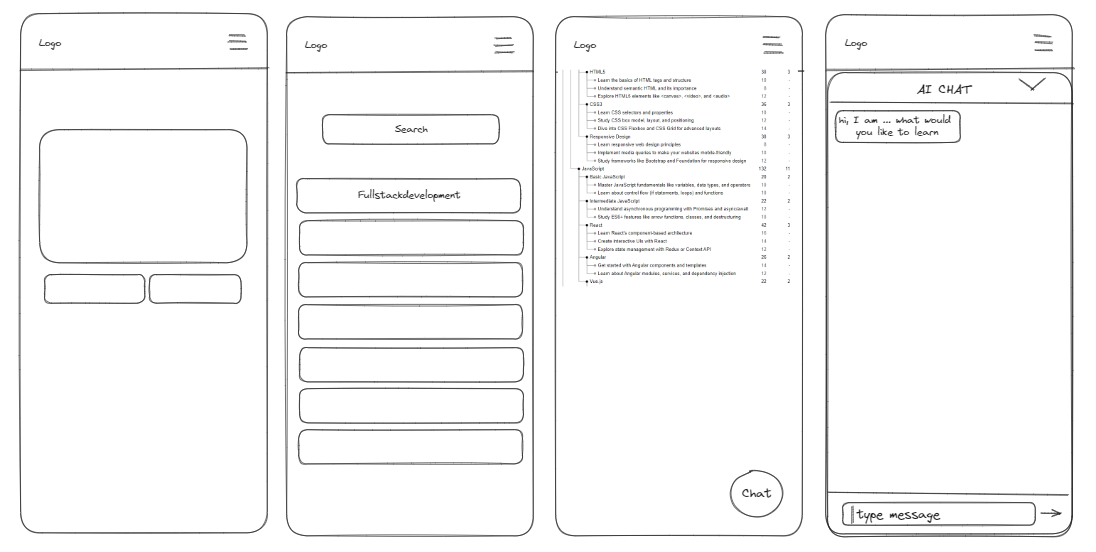 Logo
Logo
Search
Fullstackdevelopment
Logo
HTML5 38 3
Learn the basics of HTML tags and structure 10 -
Understand semantic HTML and its importance 8 -
Explore HTML5 elements like <canvas>, <video>, and <audio> 12 -
CSS3 36 3
Learn CSS selectors and properties 10 -
Study CSS box model, layout, and positioning 12 -
Dive into CSS Flexbox and CSS Grid for advanced layouts 14 -
Responsive Design 30 3
Learn responsive web design principles 8 -
Implement media queries to make your websites mobile-friendly 10 -
Study frameworks like Bootstrap and Foundation for responsive design 12 -
JavaScript 132 11
Basic JavaScript 20 2
Master JavaScript fundamentals like variables, data types, and operators
Learn about control flow (if statements, loops) and functions
Intermediate JavaScript 22 2
Understand asynchronous programming with Promises and async/await 12 -
Study ES6+ features like arrow functions, classes, and destructuring 10 -
React 42 3
Learn React's component-based architecture
Create interactive UIs with React 14 -
Explore state management with Redux or Context API 12 -
Angular 26 2
Get started with Angular components and templates 14 -
Learn about Angular modules, services, and dependency injection 12 -
Vue.js 22 2
Chat
Logo
AI CHAT
hi, I am ... what would
you like to learn
type message